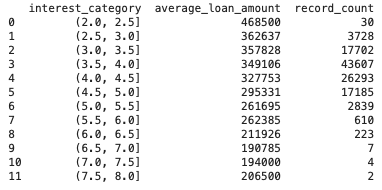 interest_category average_loan_amount record_count
0 (2.0, 2.5] 468500 30
1 (2.5, 3.0] 362637 3728
2 (3.0, 3.5] 357828 17702
3 (3.5, 4.0] 349106 43607
4 (4.0, 4.5] 327753 26293
5 (4.5, 5.0] 295331 17185
6 (5.0, 5.5] 261695 2839
7 (5.5, 6.0] 262385 610
8 (6.0, 6.5] 211926 223
9 (6.5, 7.0] 190785 7
10 (7.0, 7.5] 194000 4
11 (7.5, 8.0] 206500 2